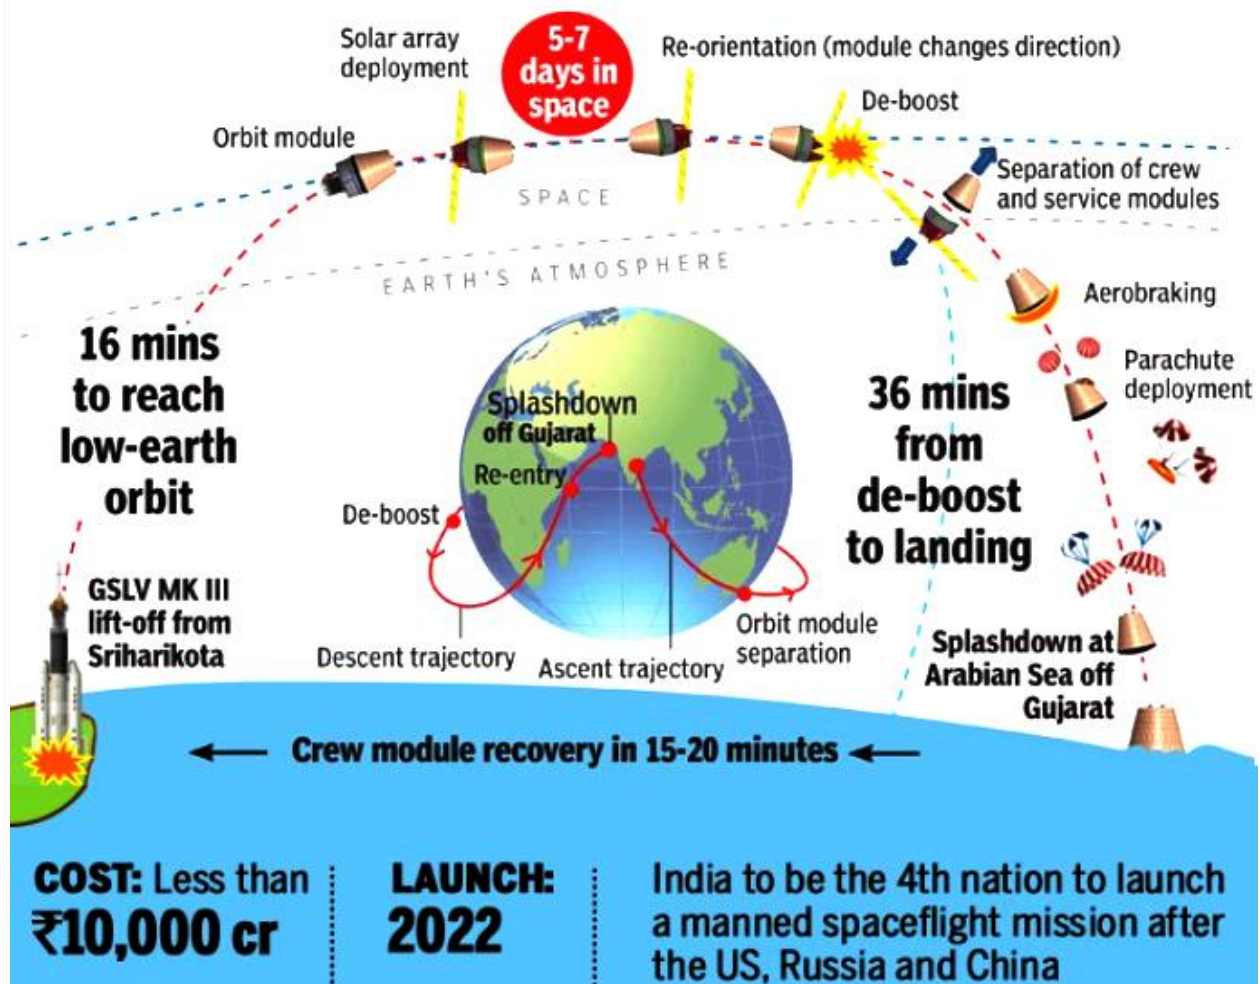 Solar array
deployment
5-7
days in
space
Re-orientation (module changes direction)
De-boost
Orbit module
Separation of crew
and service modules
SPACE
EARTH'S ATMOSPHERE
Aerobraking
16 mins
to reach
low-earth
orbit
Parachute
deployment
36 mins
from
de-boost
to landing
Splashdown
off Gujarat
Re-entry
De-boost
GSLV MK III
lift-off from
Sriharikota
Descent trajectory
Ascent trajectory
Orbit module
separation
Splashdown at
Arabian Sea off
Gujarat
Crew module recovery in 15-20 minutes
COST: Less than
₹10,000 cr
LAUNCH:
2022
India to be the 4th nation to launch
a manned spaceflight mission after
the US, Russia and China